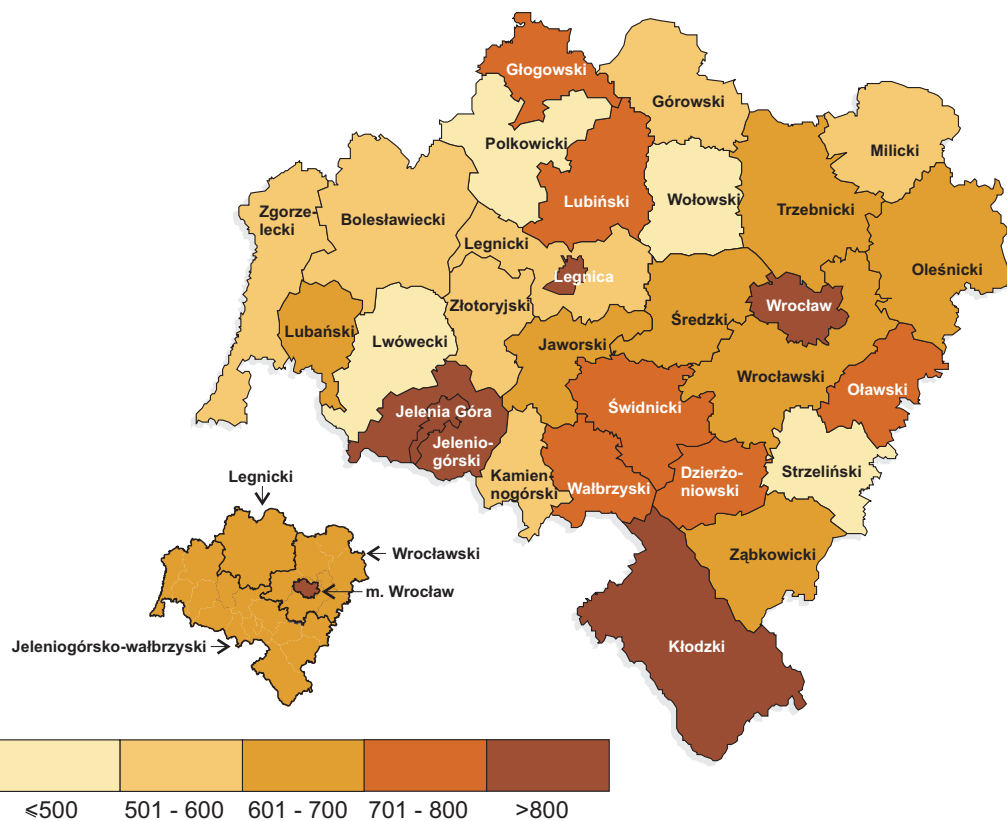 Głogowski
Górowski
Polkowicki
Milicki
Lubiński
Wołowski
Trzebnicki
Zgorze-
lecki
Bolesławiecki
Legnicki
Oleśnicki
Legnica
Wrocław
Złotoryjski
Średzki
Lubański
Lwówecki
Jaworski
Wrocławski
Oławski
Jelenia Góra
Świdnicki
Jelenio-
górski
Kamien-
nogórski
Wałbrzyski
Dzierżo-
niowski
Strzeliński
Ząbkowicki
Kłodzki
Legnicki
Wrocławski
m. Wrocław
Jeleniogórsko-wałbrzyski
≤500 501 - 600 601 - 700 701 - 800 >800